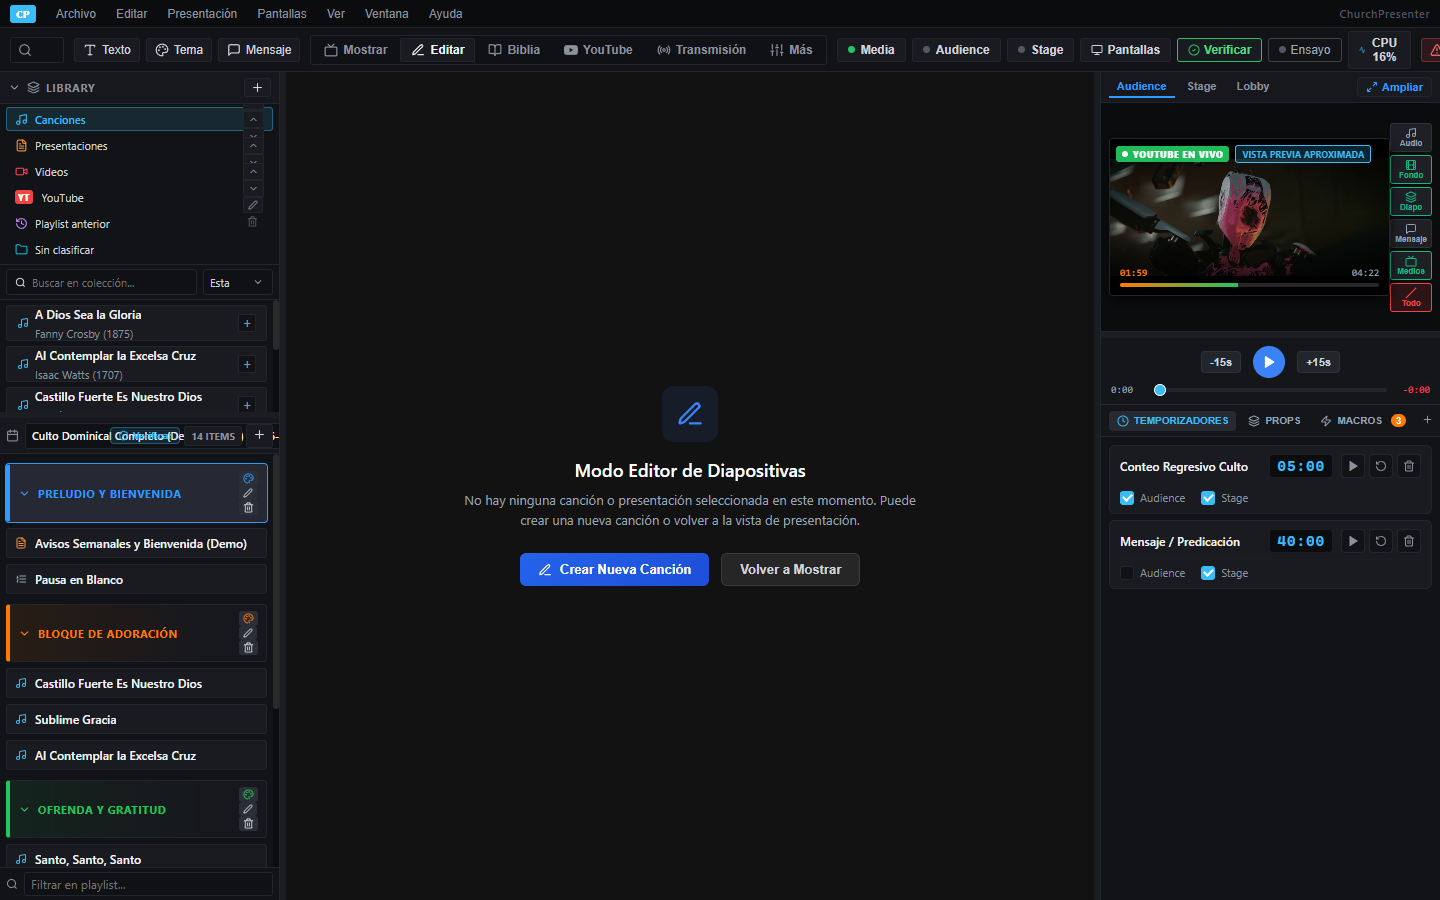 CP Archivo Editar Presentación Pantallas Ver Ventana Ayuda ChurchPresenter
Texto Tema Mensaje Mostrar Editar Biblia YouTube Transmisión Más Media Audience Stage Pantallas Verificar Ensayo CPU 16%
LIBRARY
Canciones
Presentaciones
Videos
YT YouTube
Playlist anterior
Sin clasificar
Buscar en colección... Esta
A Dios Sea la Gloria
Fanny Crosby (1875)
Al Contemplar la Excelsa Cruz
Isaac Watts (1707)
Castillo Fuerte Es Nuestro Dios
Culto Dominical Completo (De 14 ITEMS
PRELUDIO Y BIENVENIDA
Avisos Semanales y Bienvenida (Demo)
Pausa en Blanco
BLOQUE DE ADORACIÓN
Castillo Fuerte Es Nuestro Dios
Sublime Gracia
Al Contemplar la Excelsa Cruz
OFRENDA Y GRATITUD
Santo, Santo, Santo
Filtrar en playlist...
Modo Editor de Diapositivas
No hay ninguna canción o presentación seleccionada en este momento. Puede
crear una nueva canción o volver a la vista de presentación.
Crear Nueva Canción Volver a Mostrar
Audience Stage Lobby Ampliar
YOUTUBE EN VIVO VISTA PREVIA APROXIMADA
01:59 04:22
Audio
Fondo
Diapo
Mensaje
Medios
Todo
-15s +15s
0:00 -0:00
TEMPORIZADORES PROPS MACROS 3
Conteo Regresivo Culto 05:00
Audience Stage
Mensaje / Predicación 40:00
Audience Stage